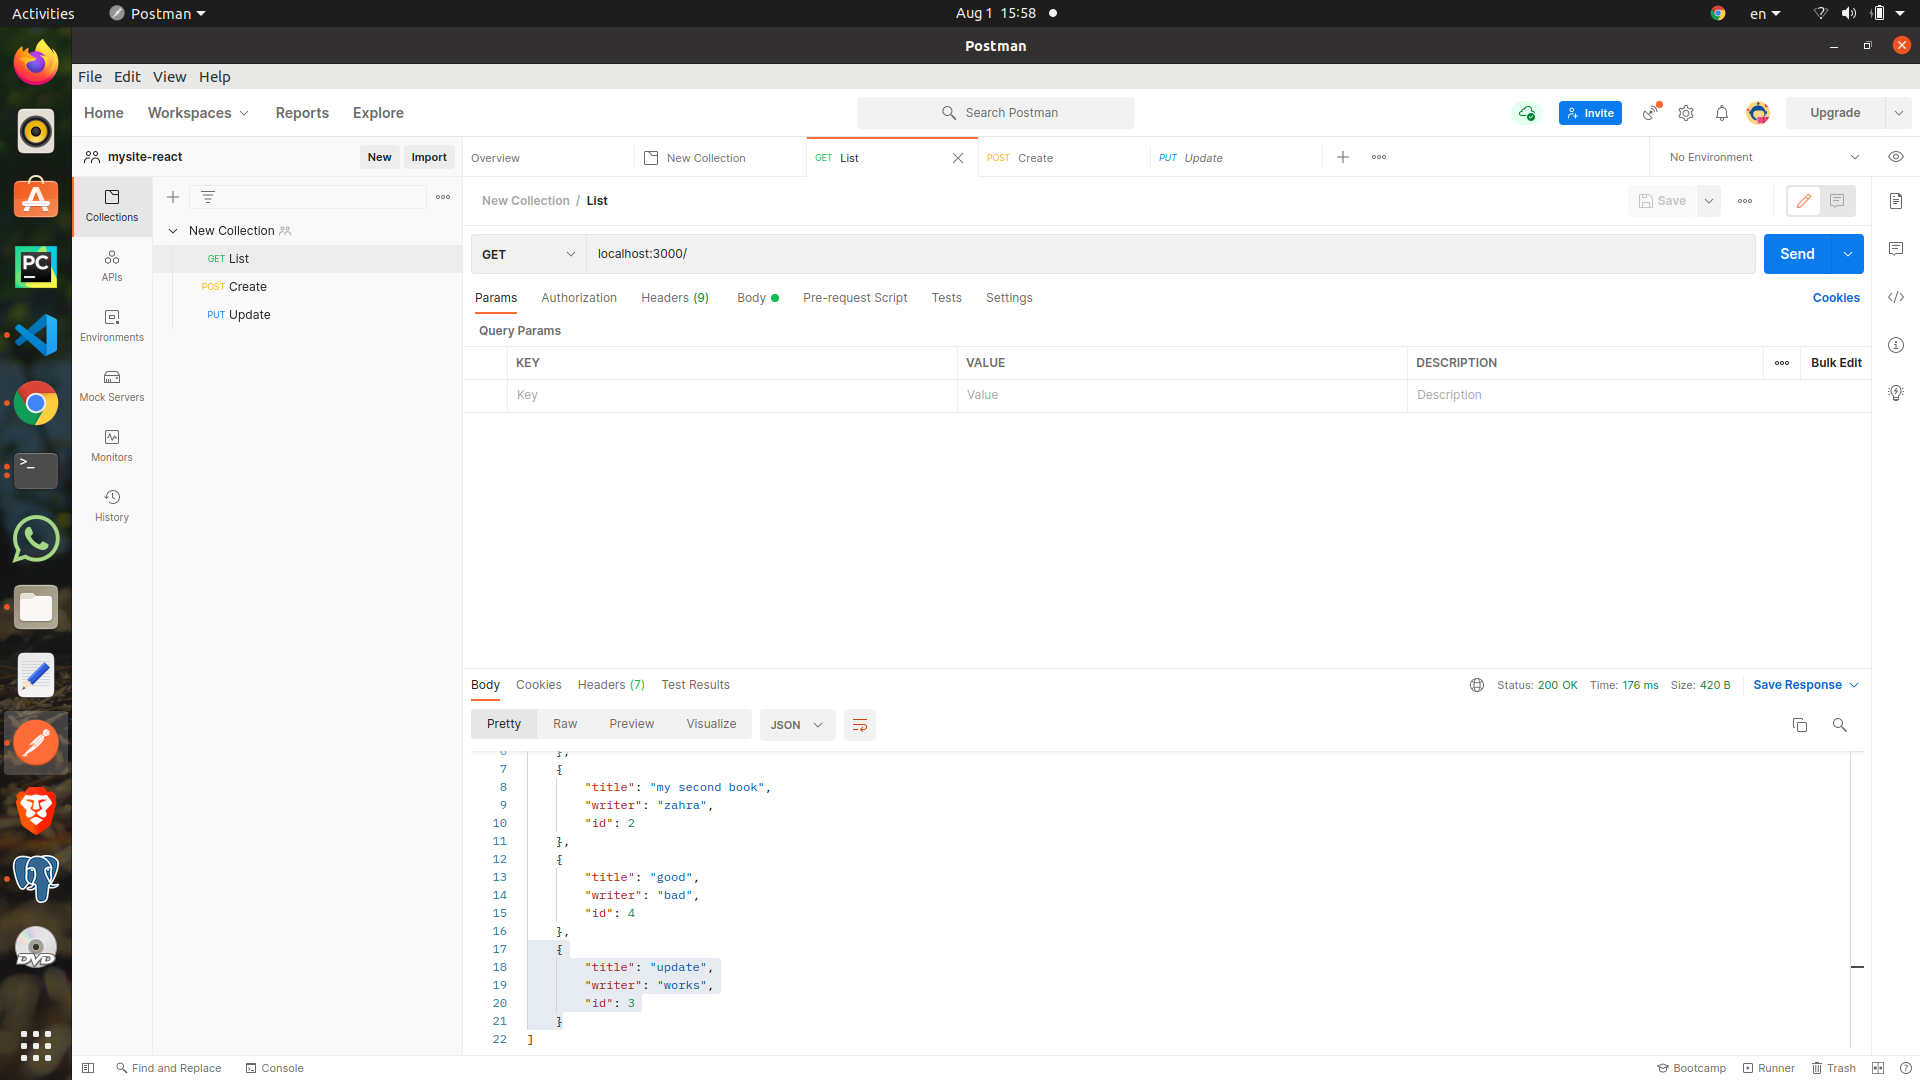 Activities
Postman
Aug 1 15:58
en
Postman
File Edit View Help
Home Workspaces Reports Explore
Search Postman
Invite
Upgrade
mysite-react
New Import
Overview
New Collection
GET List
POST Create
PUT Update
No Environment
Collections
APIs
Environments
Mock Servers
Monitors
History
New Collection
GET List
POST Create
PUT Update
New Collection / List
Save
GET
localhost:3000/
Send
Params Authorization Headers (9) Body Pre-request Script Tests Settings
Cookies
Query Params
KEY VALUE DESCRIPTION
Bulk Edit
Key Value Description
Body Cookies Headers (7) Test Results
Status: 200 OK Time: 176 ms Size: 420 B
Save Response
Pretty Raw Preview Visualize JSON
6 },
7 {
8 "title": "my second book",
9 "writer": "zahra",
10 "id": 2
11 },
12 {
13 "title": "good",
14 "writer": "bad",
15 "id": 4
16 },
17 {
18 "title": "update",
19 "writer": "works",
20 "id": 3
21 }
22 ]
Find and Replace
Console
Bootcamp
Runner
Trash
PC
>_
DVD